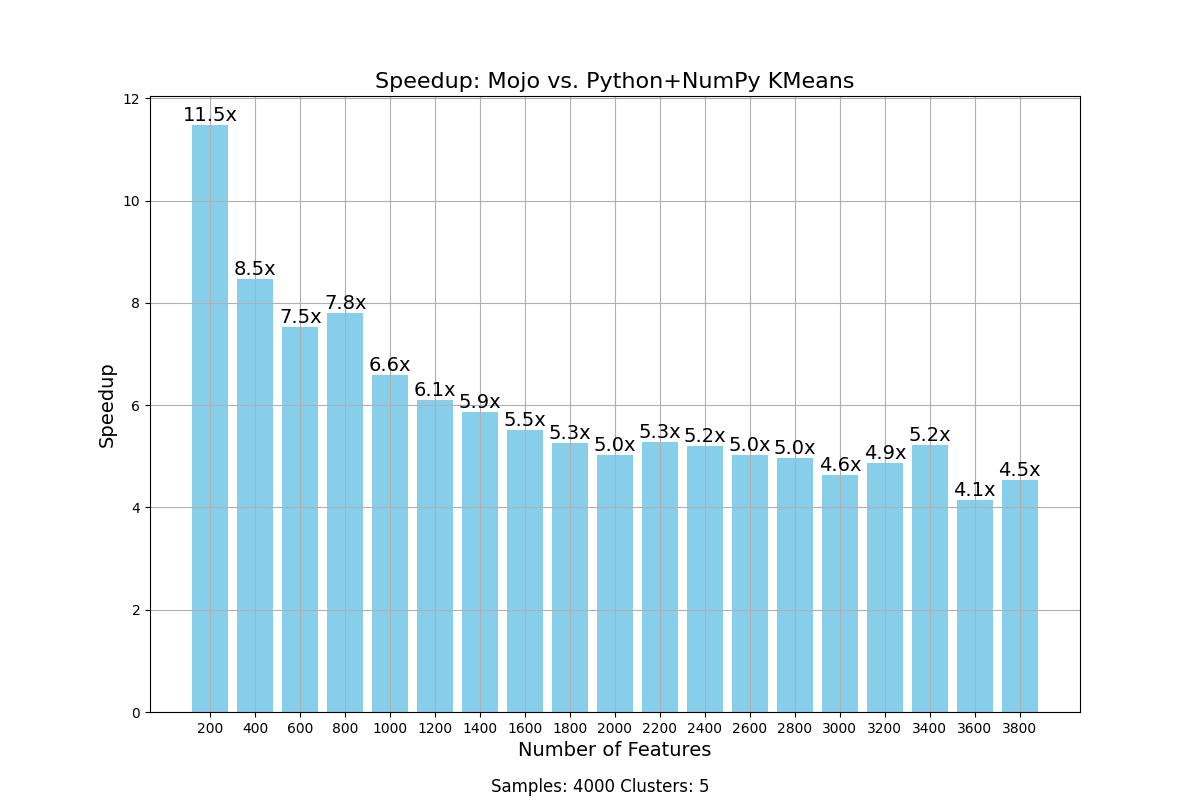 Speedup: Mojo vs. Python+NumPy KMeans
12
10
8
6
4
2
0
Speedup
11.5x
8.5x
7.5x
7.8x
6.6x
6.1x
5.9x
5.5x
5.3x
5.0x
5.3x
5.2x
5.0x
5.0x
4.6x
4.9x
5.2x
4.1x
4.5x
200 400 600 800 1000 1200 1400 1600 1800 2000 2200 2400 2600 2800 3000 3200 3400 3600 3800
Number of Features
Samples: 4000 Clusters: 5